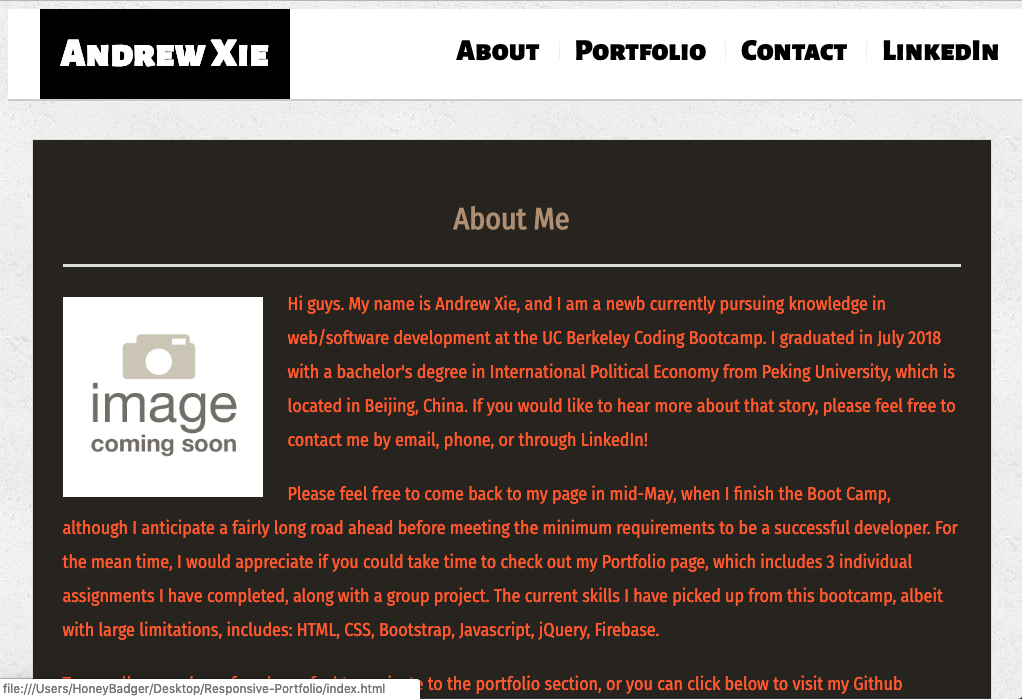 Andrew Xie
About
Portfolio
Contact
LinkedIn
About Me
image
coming soon
Hi guys. My name is Andrew Xie, and I am a newb currently pursuing knowledge in
web/software development at the UC Berkeley Coding Bootcamp. I graduated in July 2018
with a bachelor's degree in International Political Economy from Peking University, which is
located in Beijing, China. If you would like to hear more about that story, please feel free to
contact me by email, phone, or through LinkedIn!
Please feel free to come back to my page in mid-May, when I finish the Boot Camp,
although I anticipate a fairly long road ahead before meeting the minimum requirements to be a successful developer. For
the mean time, I would appreciate if you could take time to check out my Portfolio page, which includes 3 individual
assignments I have completed, along with a group project. The current skills I have picked up from this bootcamp, albeit
with large limitations, includes: HTML, CSS, Bootstrap, Javascript, jQuery, Firebase.
to the portfolio section, or you can click below to visit my Github
file:///Users/HoneyBadger/Desktop/Responsive-Portfolio/index.html